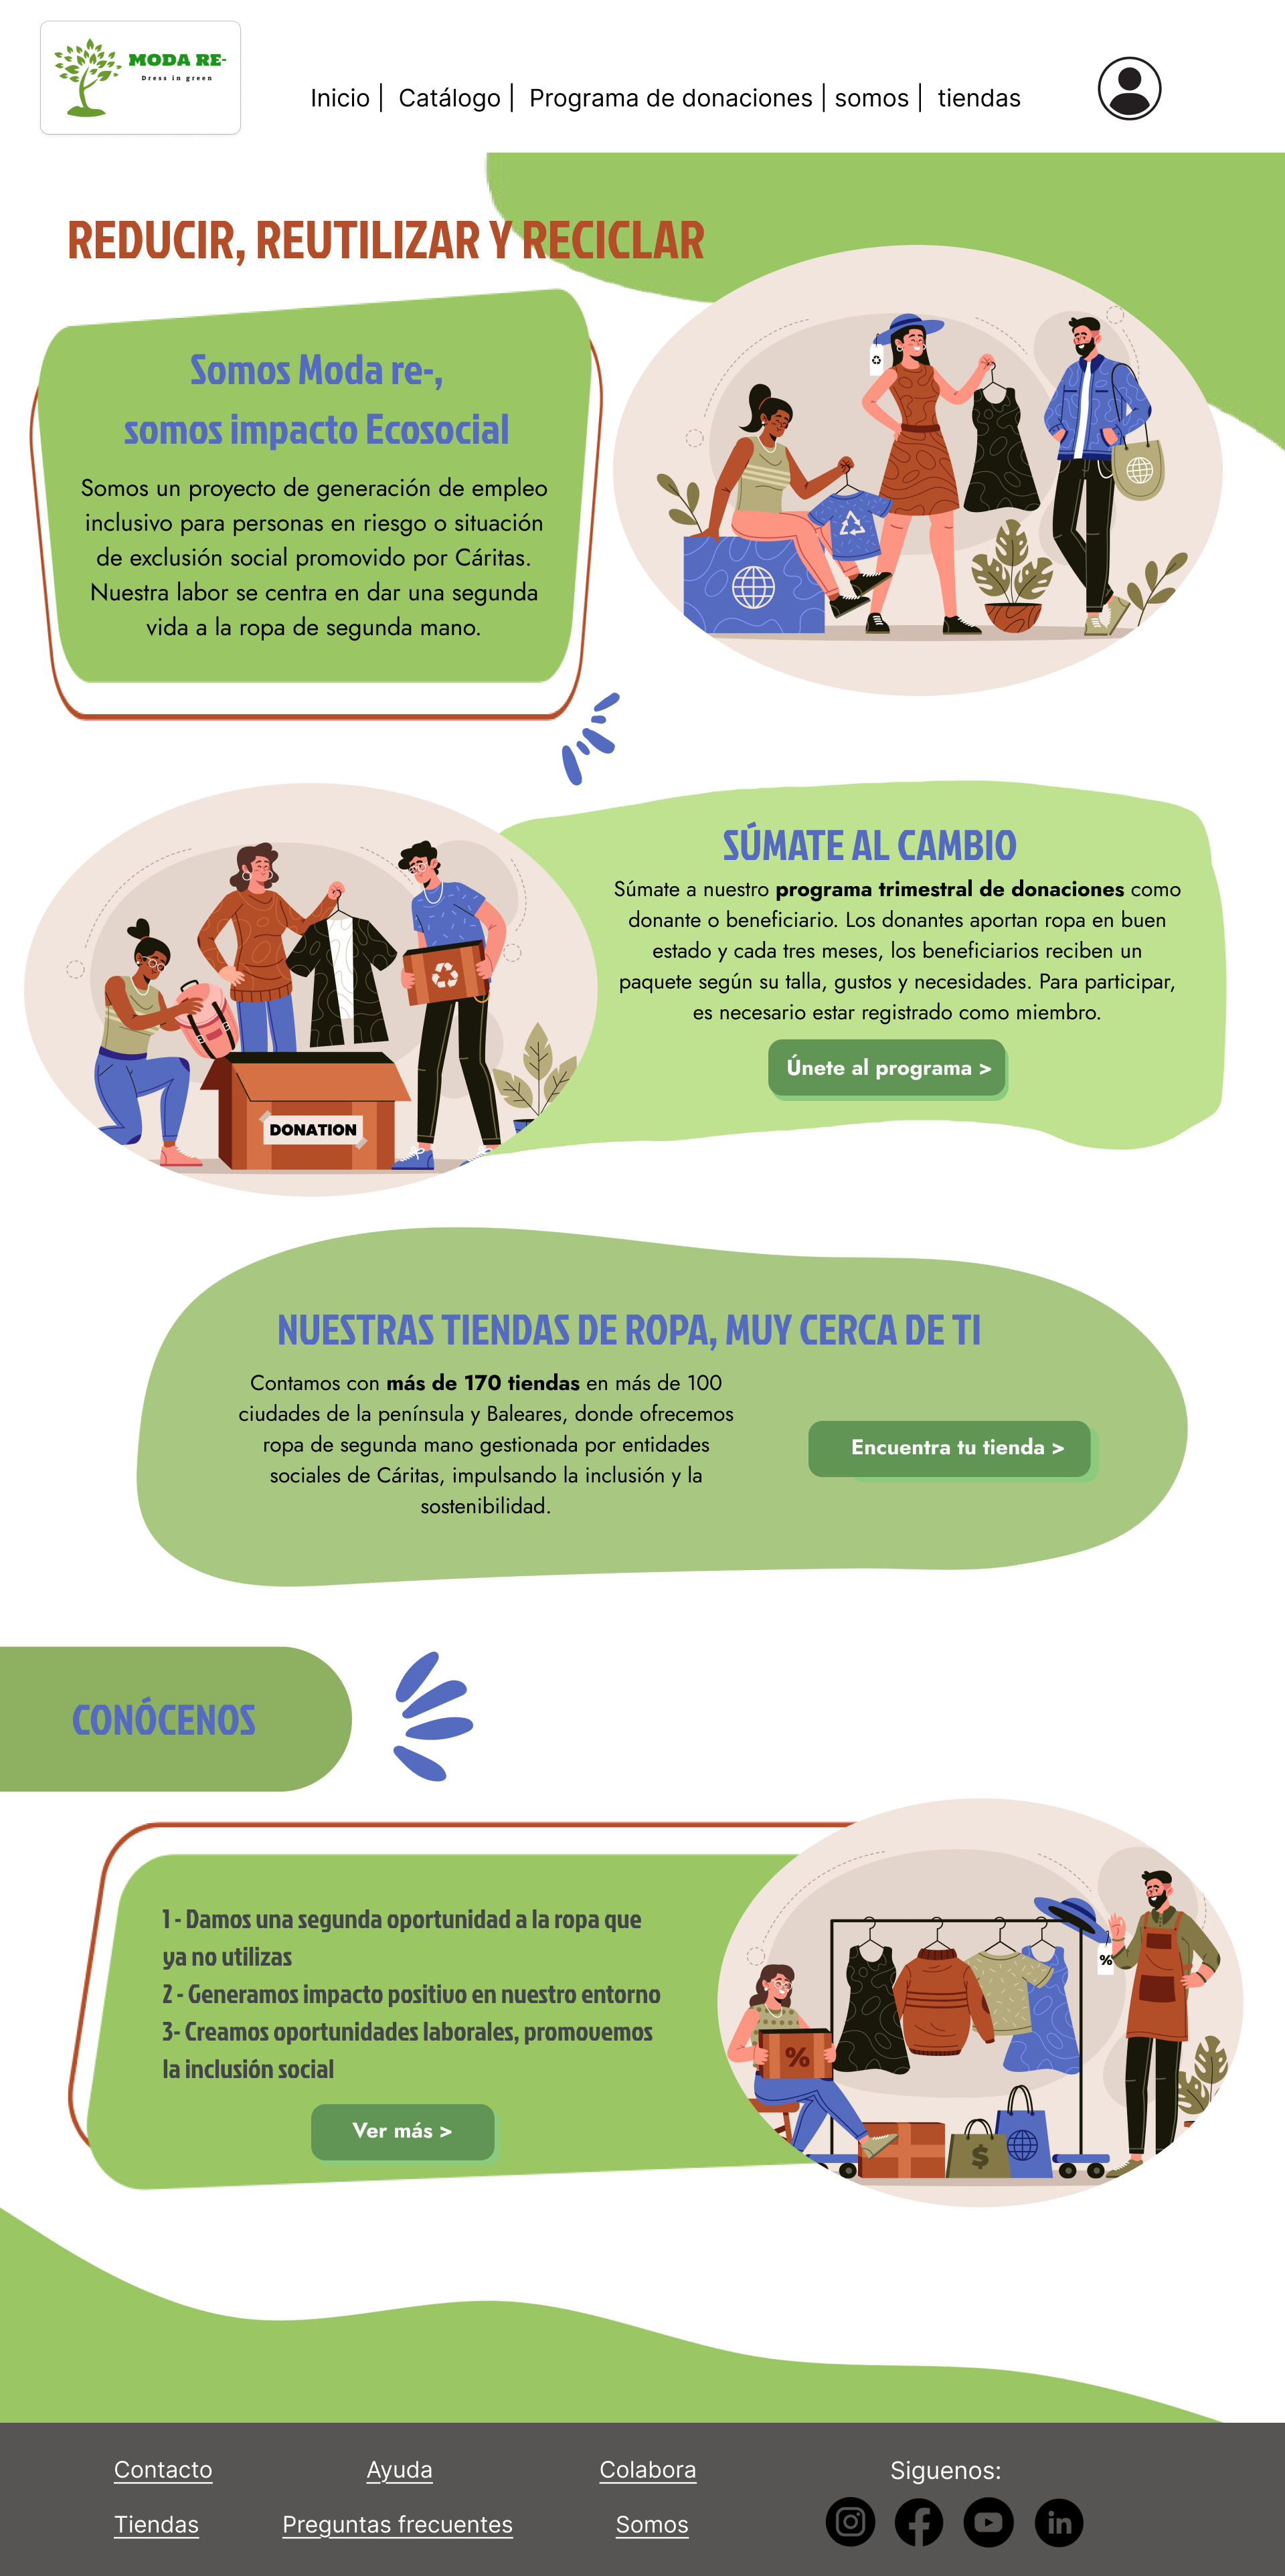 MODA RE-
Dress in green
Inicio | Catálogo | Programa de donaciones | somos | tiendas
REDUCIR, REUTILIZAR Y RECICLAR
Somos Moda re-,
somos impacto Ecosocial
Somos un proyecto de generación de empleo
inclusivo para personas en riesgo o situación
de exclusión social promovido por Cáritas.
Nuestra labor se centra en dar una segunda
vida a la ropa de segunda mano.
SÚMATE AL CAMBIO
Súmate a nuestro programa trimestral de donaciones como
donante o beneficiario. Los donantes aportan ropa en buen
estado y cada tres meses, los beneficiarios reciben un
paquete según su talla, gustos y necesidades. Para participar,
es necesario estar registrado como miembro.
Únete al programa >
DONATION
NUESTRAS TIENDAS DE ROPA, MUY CERCA DE TI
Contamos con más de 170 tiendas en más de 100
ciudades de la península y Baleares, donde ofrecemos
ropa de segunda mano gestionada por entidades
sociales de Cáritas, impulsando la inclusión y la
sostenibilidad.
Encuentra tu tienda >
CONÓCENOS
1 - Damos una segunda oportunidad a la ropa que
ya no utilizas
2 - Generamos impacto positivo en nuestro entorno
3- Creamos oportunidades laborales, promovemos
la inclusión social
Ver más >
%
%
$
Contacto
Ayuda
Colabora
Siguenos:
Tiendas
Preguntas frecuentes
Somos
in